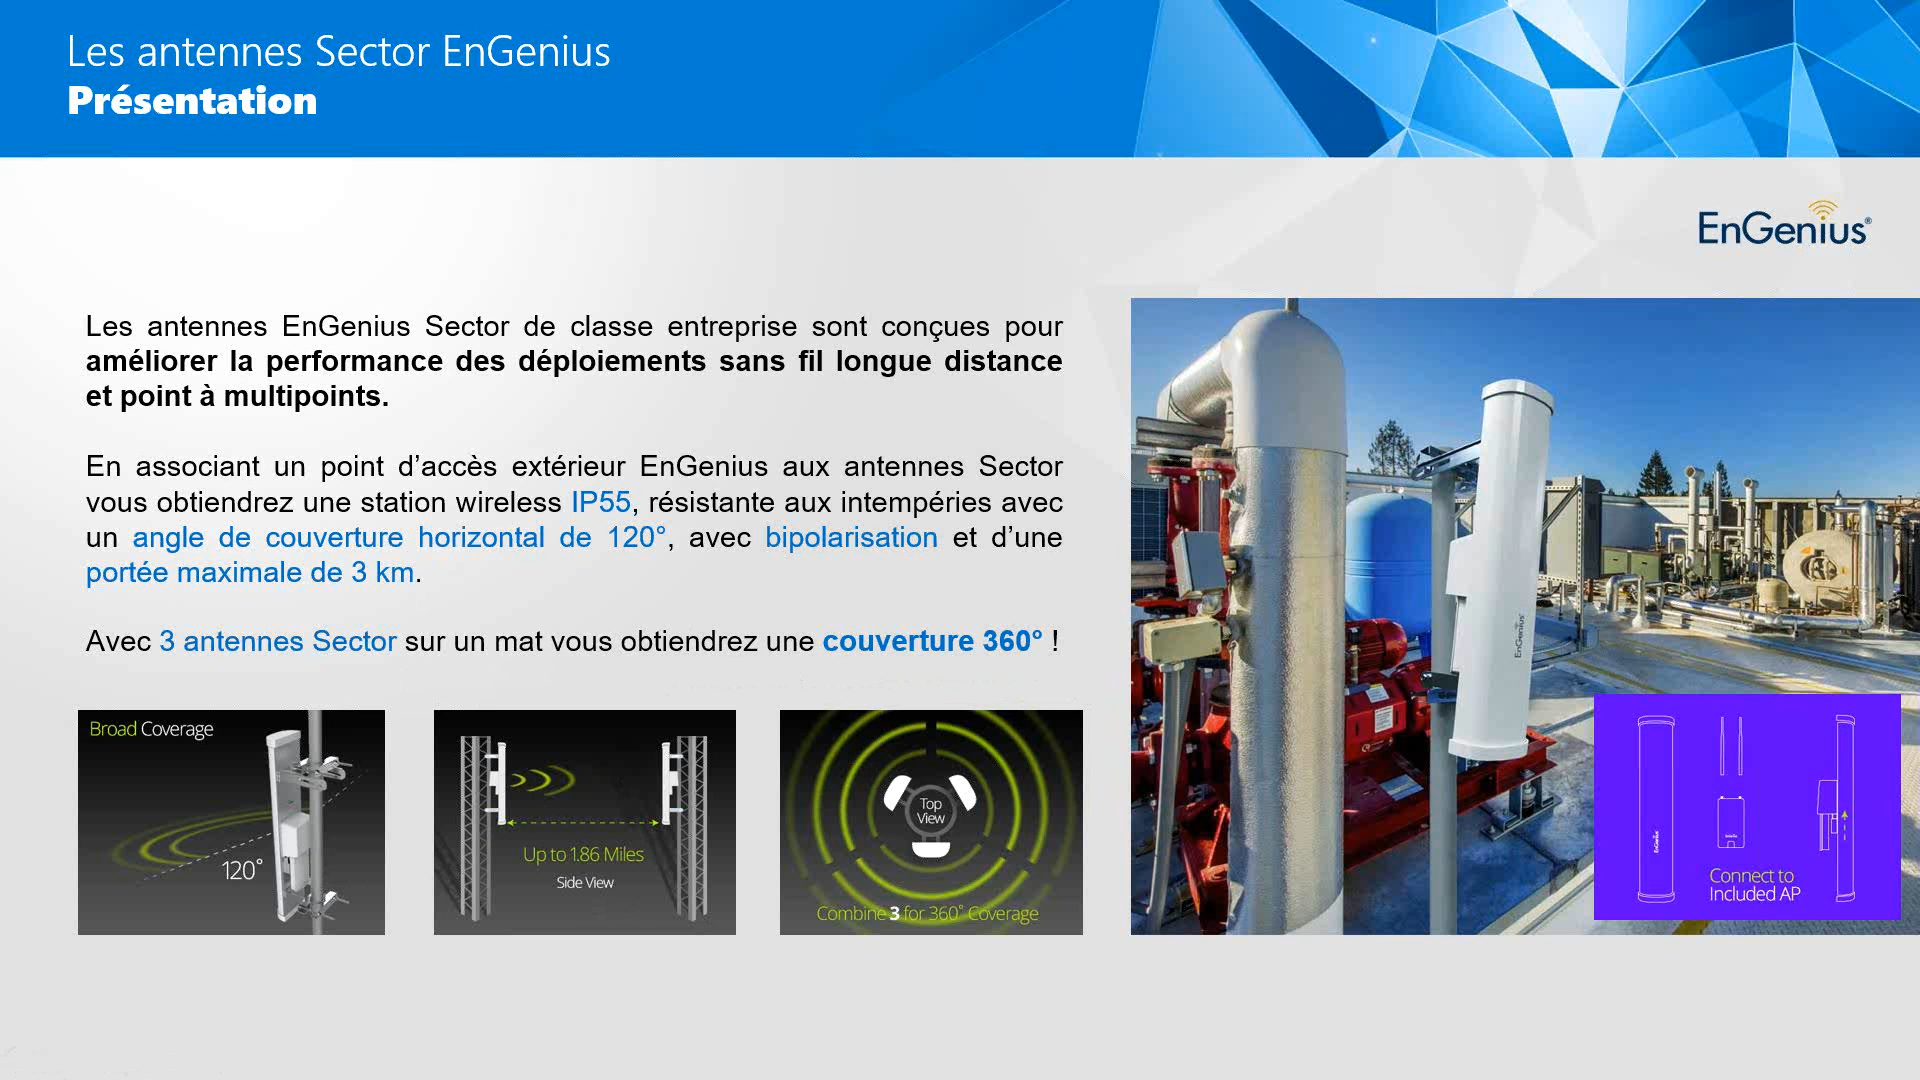 Les antennes Sector EnGenius
Présentation
EnGenius®
Les antennes EnGenius Sector de classe entreprise sont conçues pour
améliorer la performance des déploiements sans fil longue distance
et point à multipoints.
En associant un point d’accès extérieur EnGenius aux antennes Sector
vous obtiendrez une station wireless IP55, résistante aux intempéries avec
un angle de couverture horizontal de 120°, avec bipolarisation et d’une
portée maximale de 3 km.
Avec 3 antennes Sector sur un mat vous obtiendrez une couverture 360° !
Broad Coverage
120°
Up to 1.86 Miles
Side View
Top
View
Combine 3 for 360° Coverage
EnGenius
EnGenius
Connect to
Included AP